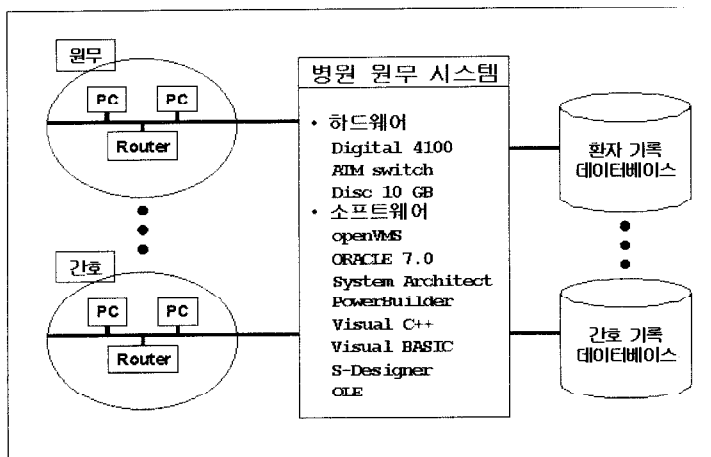 원무
PC
PC
Router
간호
PC
PC
Router
병원 원무 시스템
· 하드웨어
Digital 4100
ATM switch
Disc 10 GB
· 소프트웨어
openVMS
ORACLE 7.0
System Architect
PowerBuilder
Visual C++
Visual BASIC
S-Designer
OLE
환자 기록
데이터베이스
간호 기록
데이터베이스